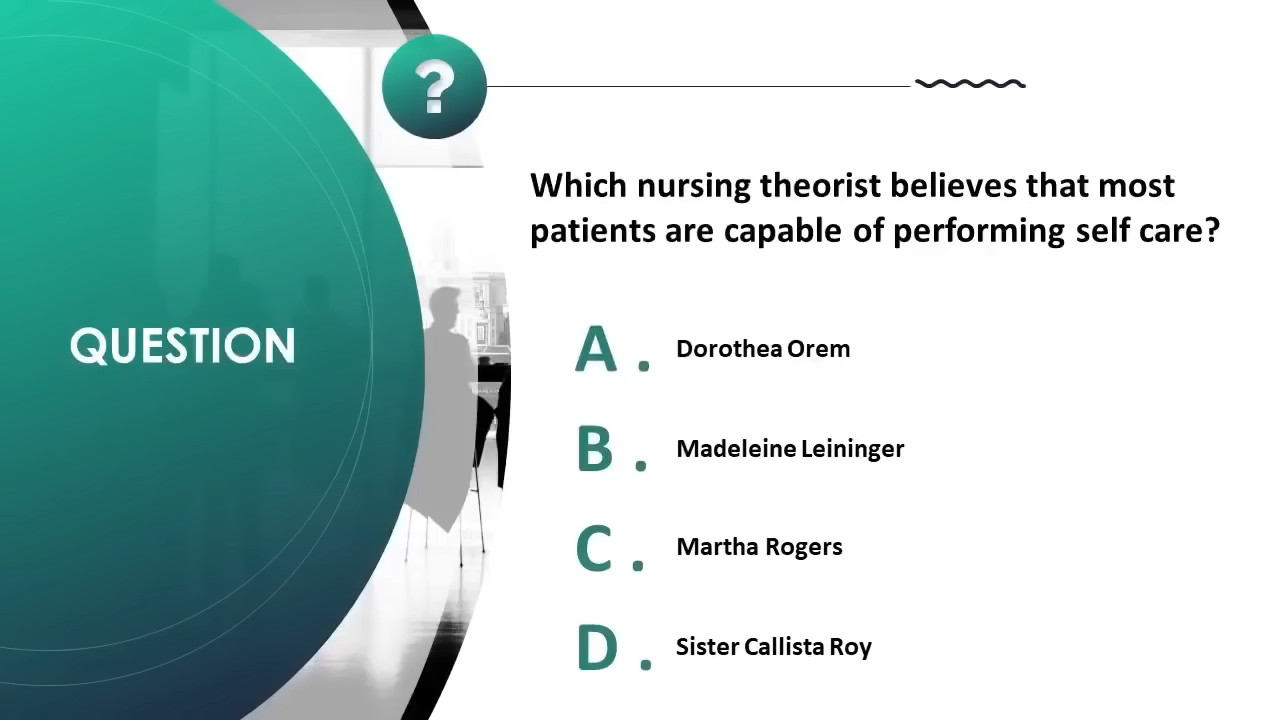 ?
QUESTION
Which nursing theorist believes that most
patients are capable of performing self care?
A . Dorothea Orem
B . Madeleine Leininger
C . Martha Rogers
D . Sister Callista Roy